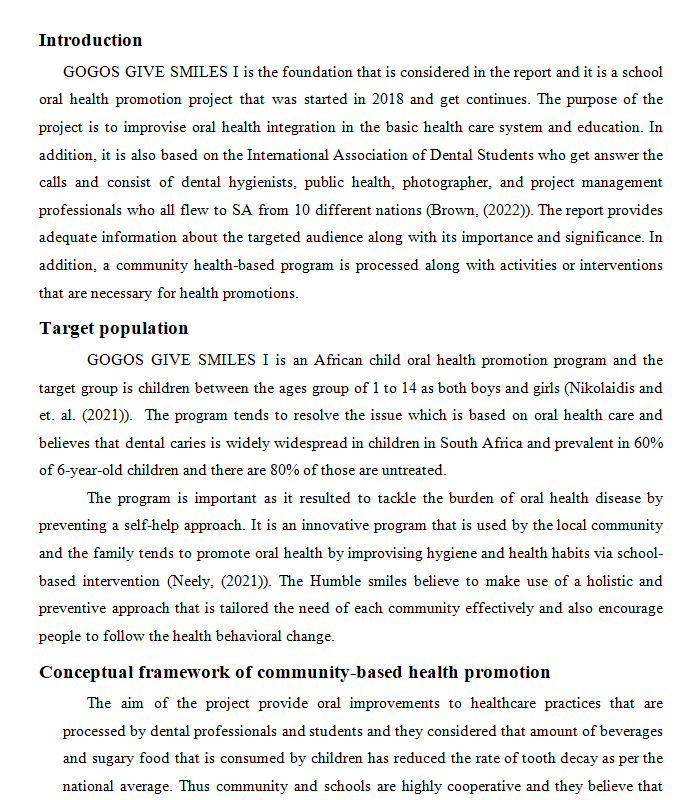 Introduction
GOGOS GIVE SMILES I is the foundation that is considered in the report and it is a school
oral health promotion project that was started in 2018 and get continues. The purpose of the
project is to improvise oral health integration in the basic health care system and education. In
addition, it is also based on the International Association of Dental Students who get answer the
calls and consist of dental hygienists, public health, photographer, and project management
professionals who all flew to SA from 10 different nations (Brown, (2022)). The report provides
adequate information about the targeted audience along with its importance and significance. In
addition, a community health-based program is processed along with activities or interventions
that are necessary for health promotions.
Target population
GOGOS GIVE SMILES I is an African child oral health promotion program and the
target group is children between the ages group of 1 to 14 as both boys and girls (Nikolaidis and
et. al. (2021)). The program tends to resolve the issue which is based on oral health care and
believes that dental caries is widely widespread in children in South Africa and prevalent in 60%
of 6-year-old children and there are 80% of those are untreated.
The program is important as it resulted to tackle the burden of oral health disease by
preventing a self-help approach. It is an innovative program that is used by the local community
and the family tends to promote oral health by improvising hygiene and health habits via school-
based intervention (Neely, (2021)). The Humble smiles believe to make use of a holistic and
preventive approach that is tailored the need of each community effectively and also encourage
people to follow the health behavioral change.
Conceptual framework of community-based health promotion
The aim of the project provide oral improvements to healthcare practices that are
processed by dental professionals and students and they considered that amount of beverages
and sugary food that is consumed by children has reduced the rate of tooth decay as per the
national average. Thus community and schools are highly cooperative and they believe that